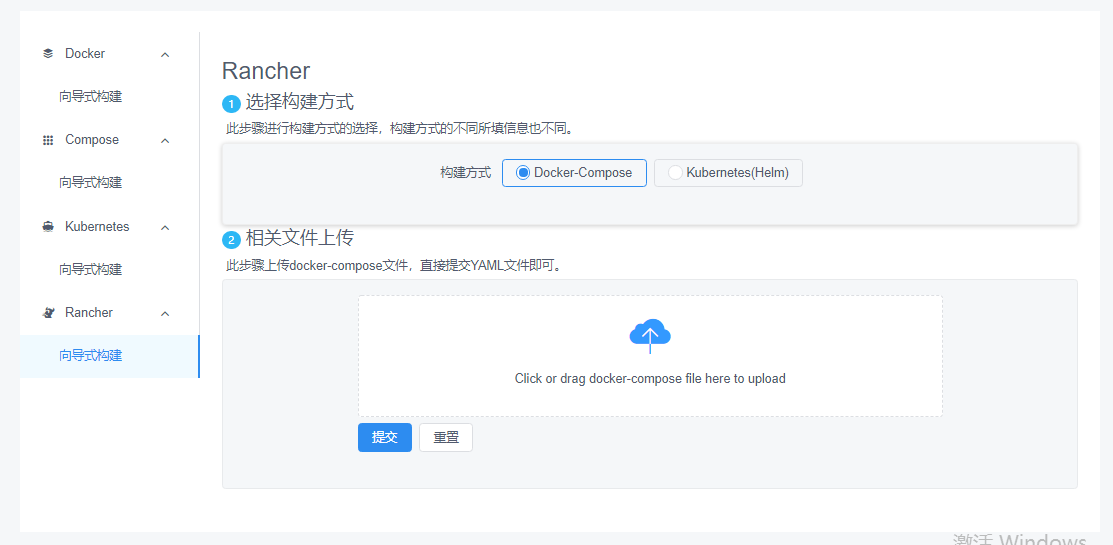 Docker
向导式构建
Compose
向导式构建
Kubernetes
向导式构建
Rancher
向导式构建
Rancher
1 选择构建方式
此步骤进行构建方式的选择，构建方式的不同所填信息也不同。
构建方式 Docker-Compose Kubernetes(Helm)
2 相关文件上传
此步骤上传docker-compose文件，直接提交YAML文件即可。
Click or drag docker-compose file here to upload
提交 重置
激活 Windows